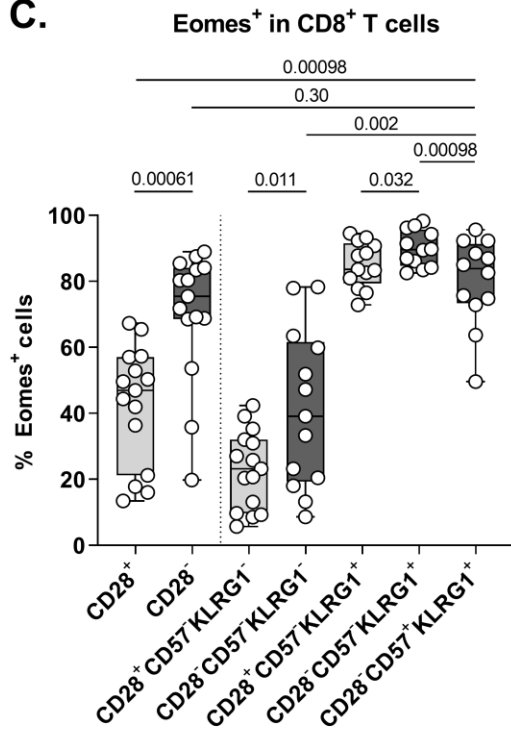 C.
Eomes⁺ in CD8⁺ T cells
0.00098
0.30
0.002
0.00098
0.00061
0.011
0.032
% Eomes⁺ cells
100
80
60
40
20
0
CD28⁺
CD28⁻
CD28⁺CD57⁻KLRG1⁻
CD28⁻CD57⁻KLRG1⁻
CD28⁺CD57⁻KLRG1⁺
CD28⁻CD57⁻KLRG1⁺
CD28⁻CD57⁺KLRG1⁺